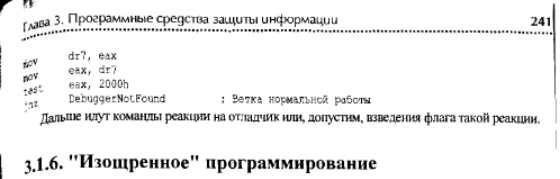 Глава 3. Программные средства защиты информации 241
mov dr7, eax
mov eax, dr7
test eax, 2000h
jnz DebuggerNotFound ; Ветка нормальной работы
Дальше идут команды реакции на отладчик или, допустим, взведения флага такой реакции.
3.1.6. "Изощренное" программирование